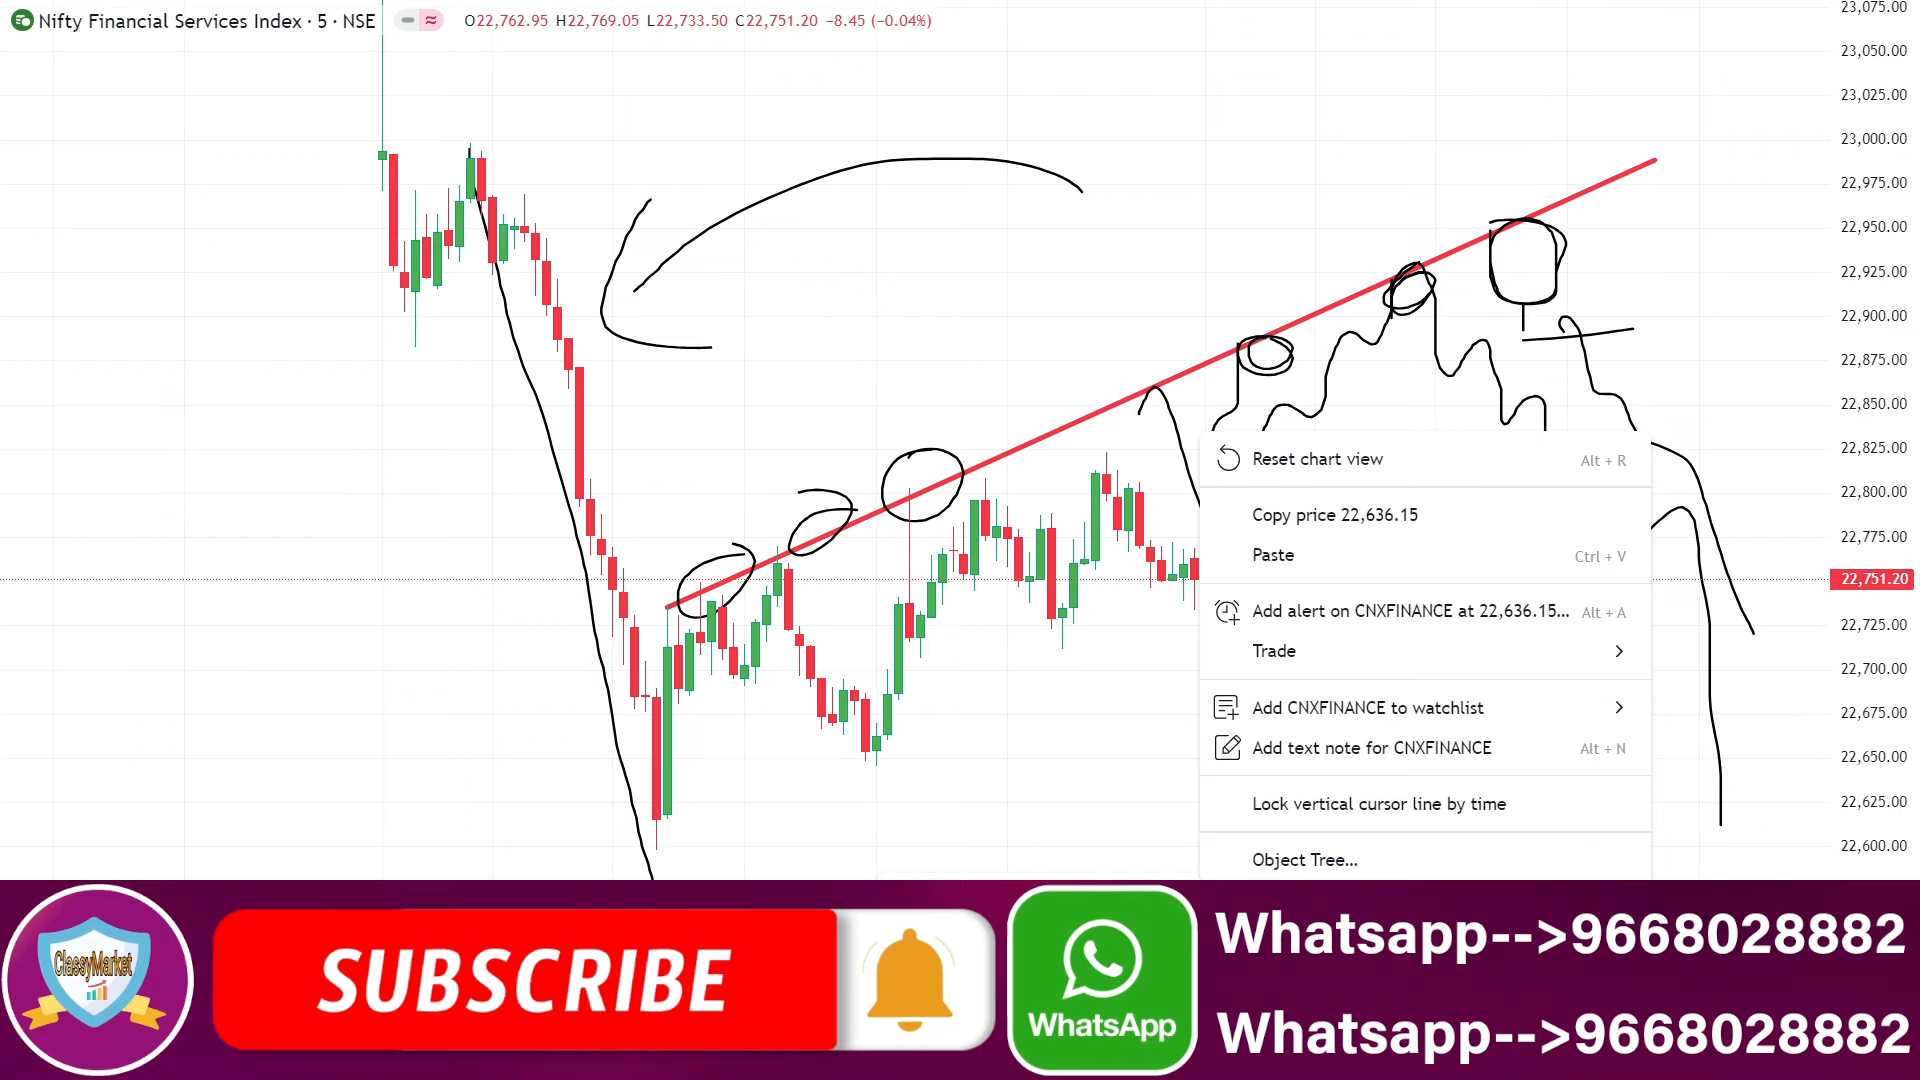 Nifty Financial Services Index · 5 · NSE
O22,762.95 H22,769.05 L22,733.50 C22,751.20 −8.45 (−0.04%)
23,075.00
23,050.00
23,025.00
23,000.00
22,975.00
22,950.00
22,925.00
22,900.00
22,875.00
22,850.00
22,825.00
22,800.00
22,775.00
22,751.20
22,725.00
22,700.00
22,675.00
22,650.00
22,625.00
22,600.00
Reset chart view Alt + R
Copy price 22,636.15
Paste Ctrl + V
Add alert on CNXFINANCE at 22,636.15... Alt + A
Trade
Add CNXFINANCE to watchlist
Add text note for CNXFINANCE Alt + N
Lock vertical cursor line by time
Object Tree...
ClassyMarket
SUBSCRIBE
WhatsApp
Whatsapp-->9668028882
Whatsapp-->9668028882